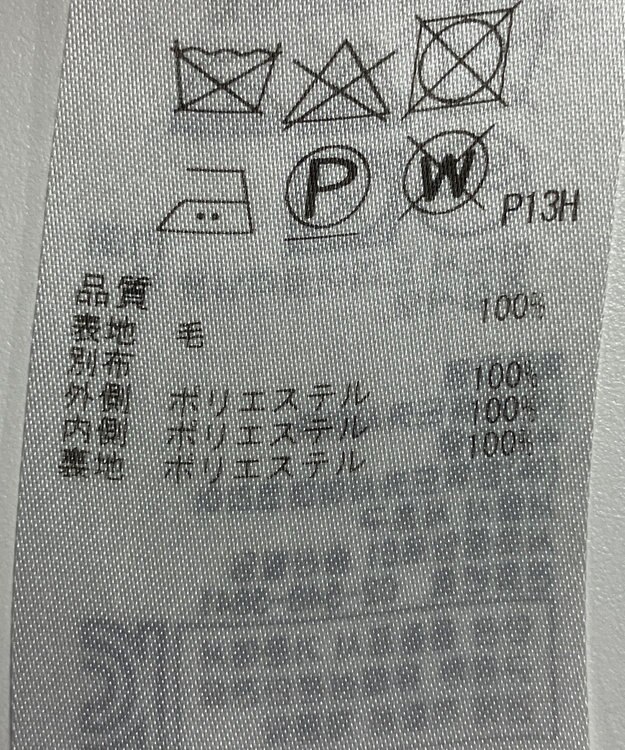 P
W
P13H
品質
表地 毛 100%
別布
外側 ポリエステル 100%
内側 ポリエステル 100%
裏地 ポリエステル 100%